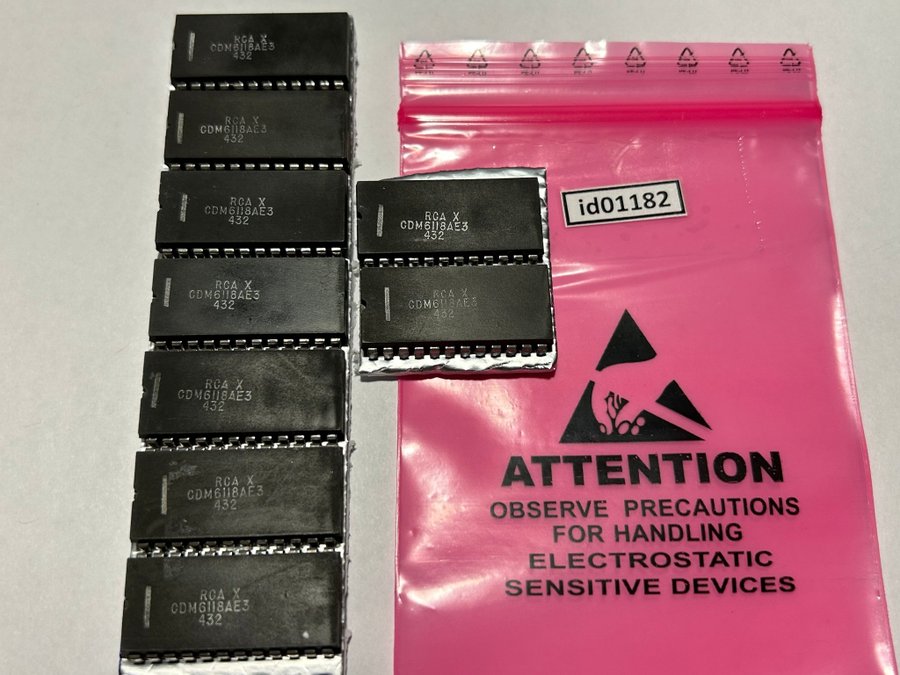 RCA X
CDM6118AE3
432
RCA X
CDM6118AE3
432
RCA X
CDM6118AE3
432
RCA X
CDM6118AE3
432
RCA X
CDM6118AE3
432
RCA X
CDM6118AE3
432
RCA X
CDM6118AE3
432
RCA X
CDM6118AE3
432
RCA X
CDM6118AE3
432
id01182
ATTENTION
OBSERVE PRECAUTIONS
FOR HANDLING
ELECTROSTATIC
SENSITIVE DEVICES